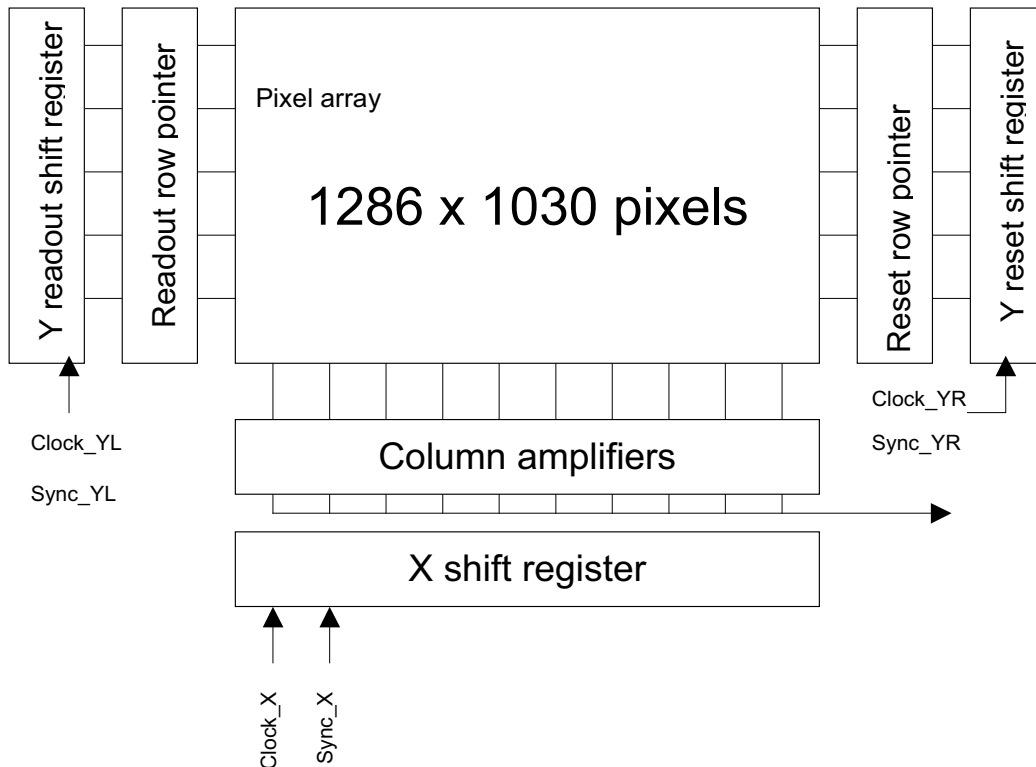 Y readout shift register
Readout row pointer
Pixel array
1286 x 1030 pixels
Reset row pointer
Y reset shift register
Clock_YL
Sync_YL
Clock_YR
Sync_YR
Column amplifiers
X shift register
Clock_X
Sync_X